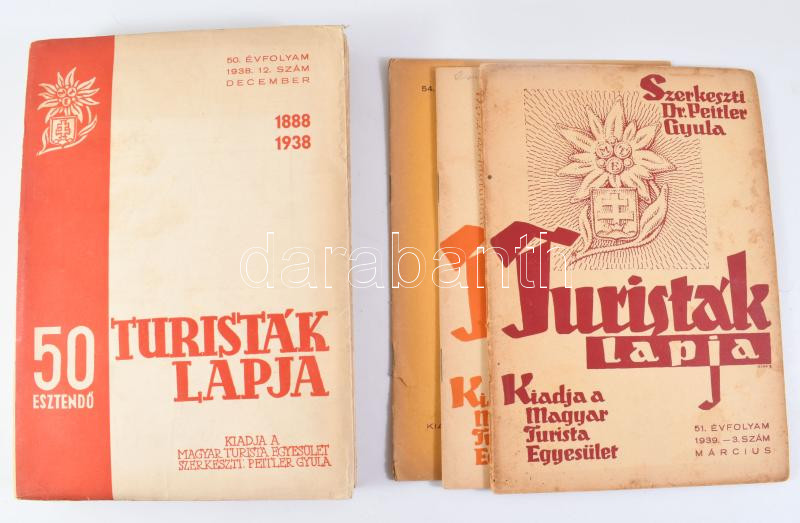 50. ÉVFOLYAM
1938. 12. SZÁM
DECEMBER
1888
1938
50
ESZTENDŐ
TURISTÁK
LAPJA
KIADJA A
MAGYAR TURISTA EGYESÜLET
SZERKESZTI: PEITLER GYULA
54.
T
Szerkeszti
Dr. Peitler
Gyula
M T E
Turisták
lapja
Kiadja a
Magyar
Turista
Egyesület
51. ÉVFOLYAM
1939. — 3. SZÁM
MÁRCIUS
darabanth